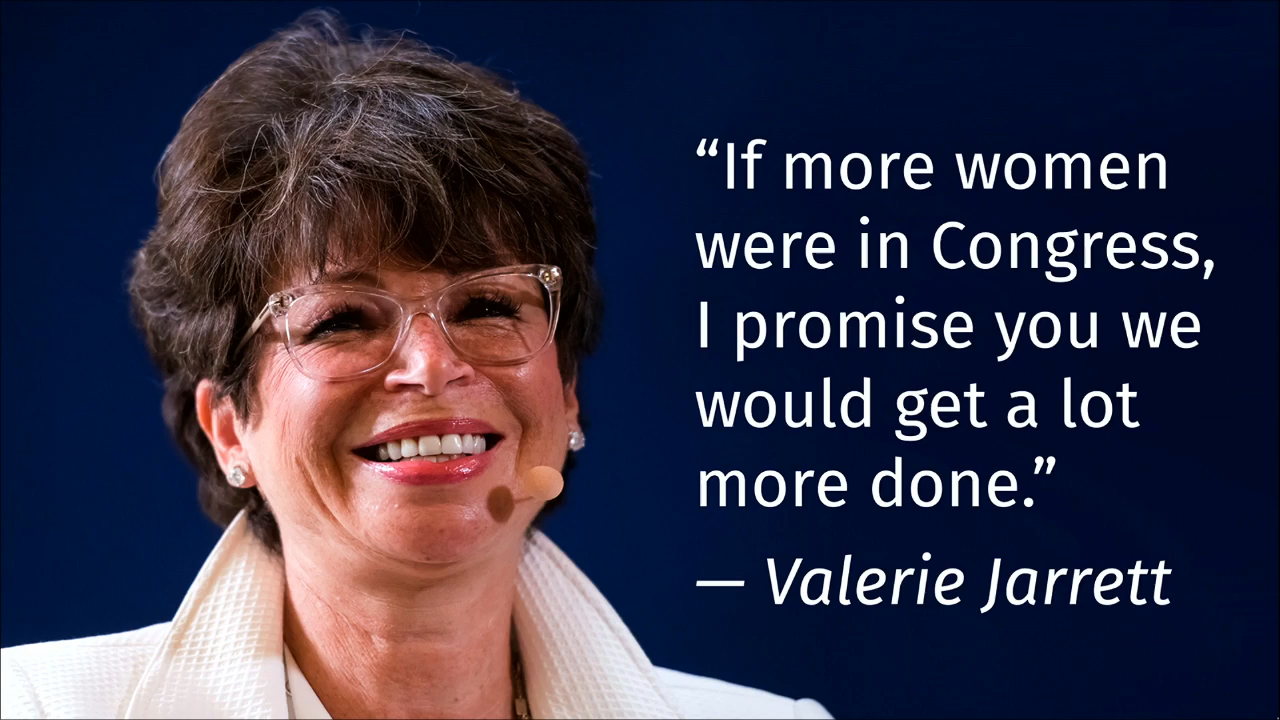 “If more women
were in Congress,
I promise you we
would get a lot
more done.”
— Valerie Jarrett